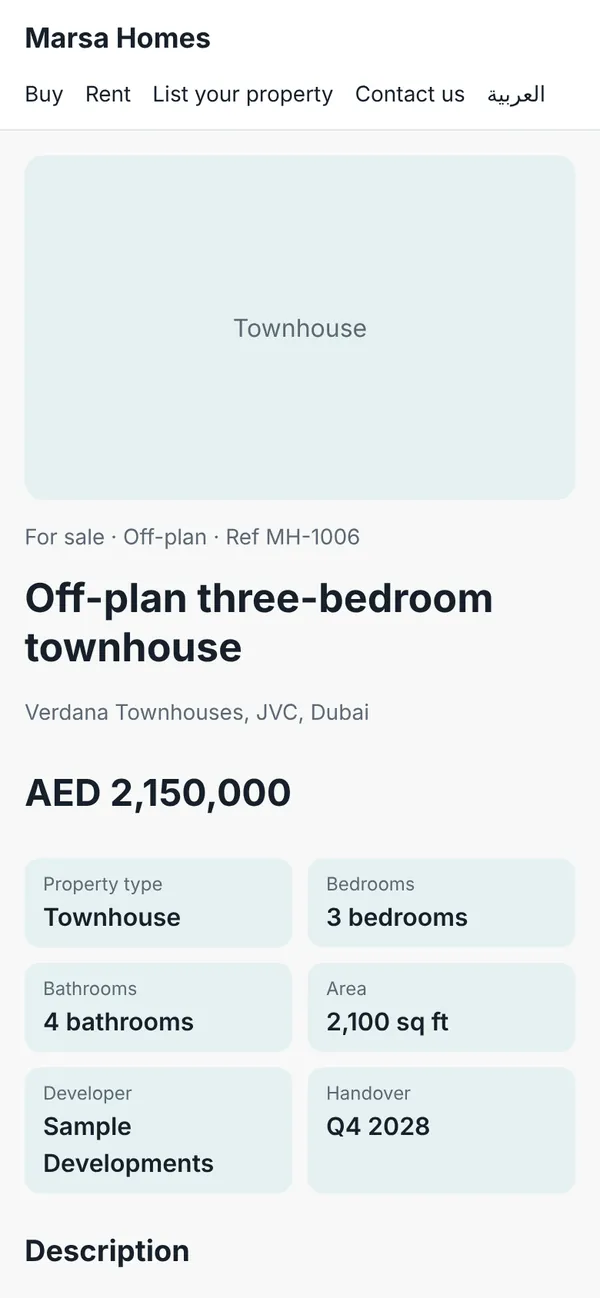 Marsa Homes
Buy Rent List your property Contact us العربية
Townhouse
For sale · Off-plan · Ref MH-1006
Off-plan three-bedroom
townhouse
Verdana Townhouses, JVC, Dubai
AED 2,150,000
Property type
Townhouse
Bedrooms
3 bedrooms
Bathrooms
4 bathrooms
Area
2,100 sq ft
Developer
Sample
Developments
Handover
Q4 2028
Description